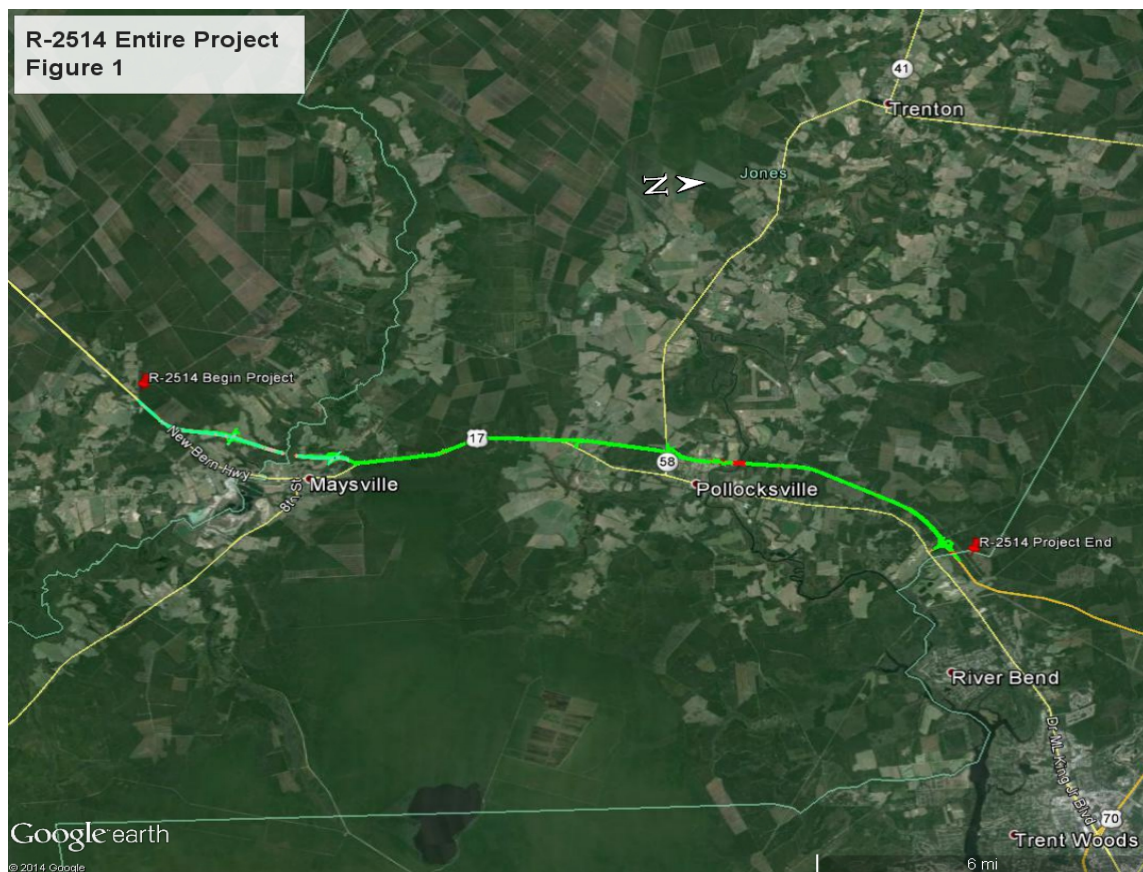 R-2514 Entire Project
Figure 1
41
Trenton
N
Jones
R-2514 Begin Project
New Bern Hwy
17
58
8th St
Maysville
Pollocksville
R-2514 Project End
River Bend
Dr ML King Jr Blvd
70
Trent Woods
Google earth
© 2014 Google
6 mi